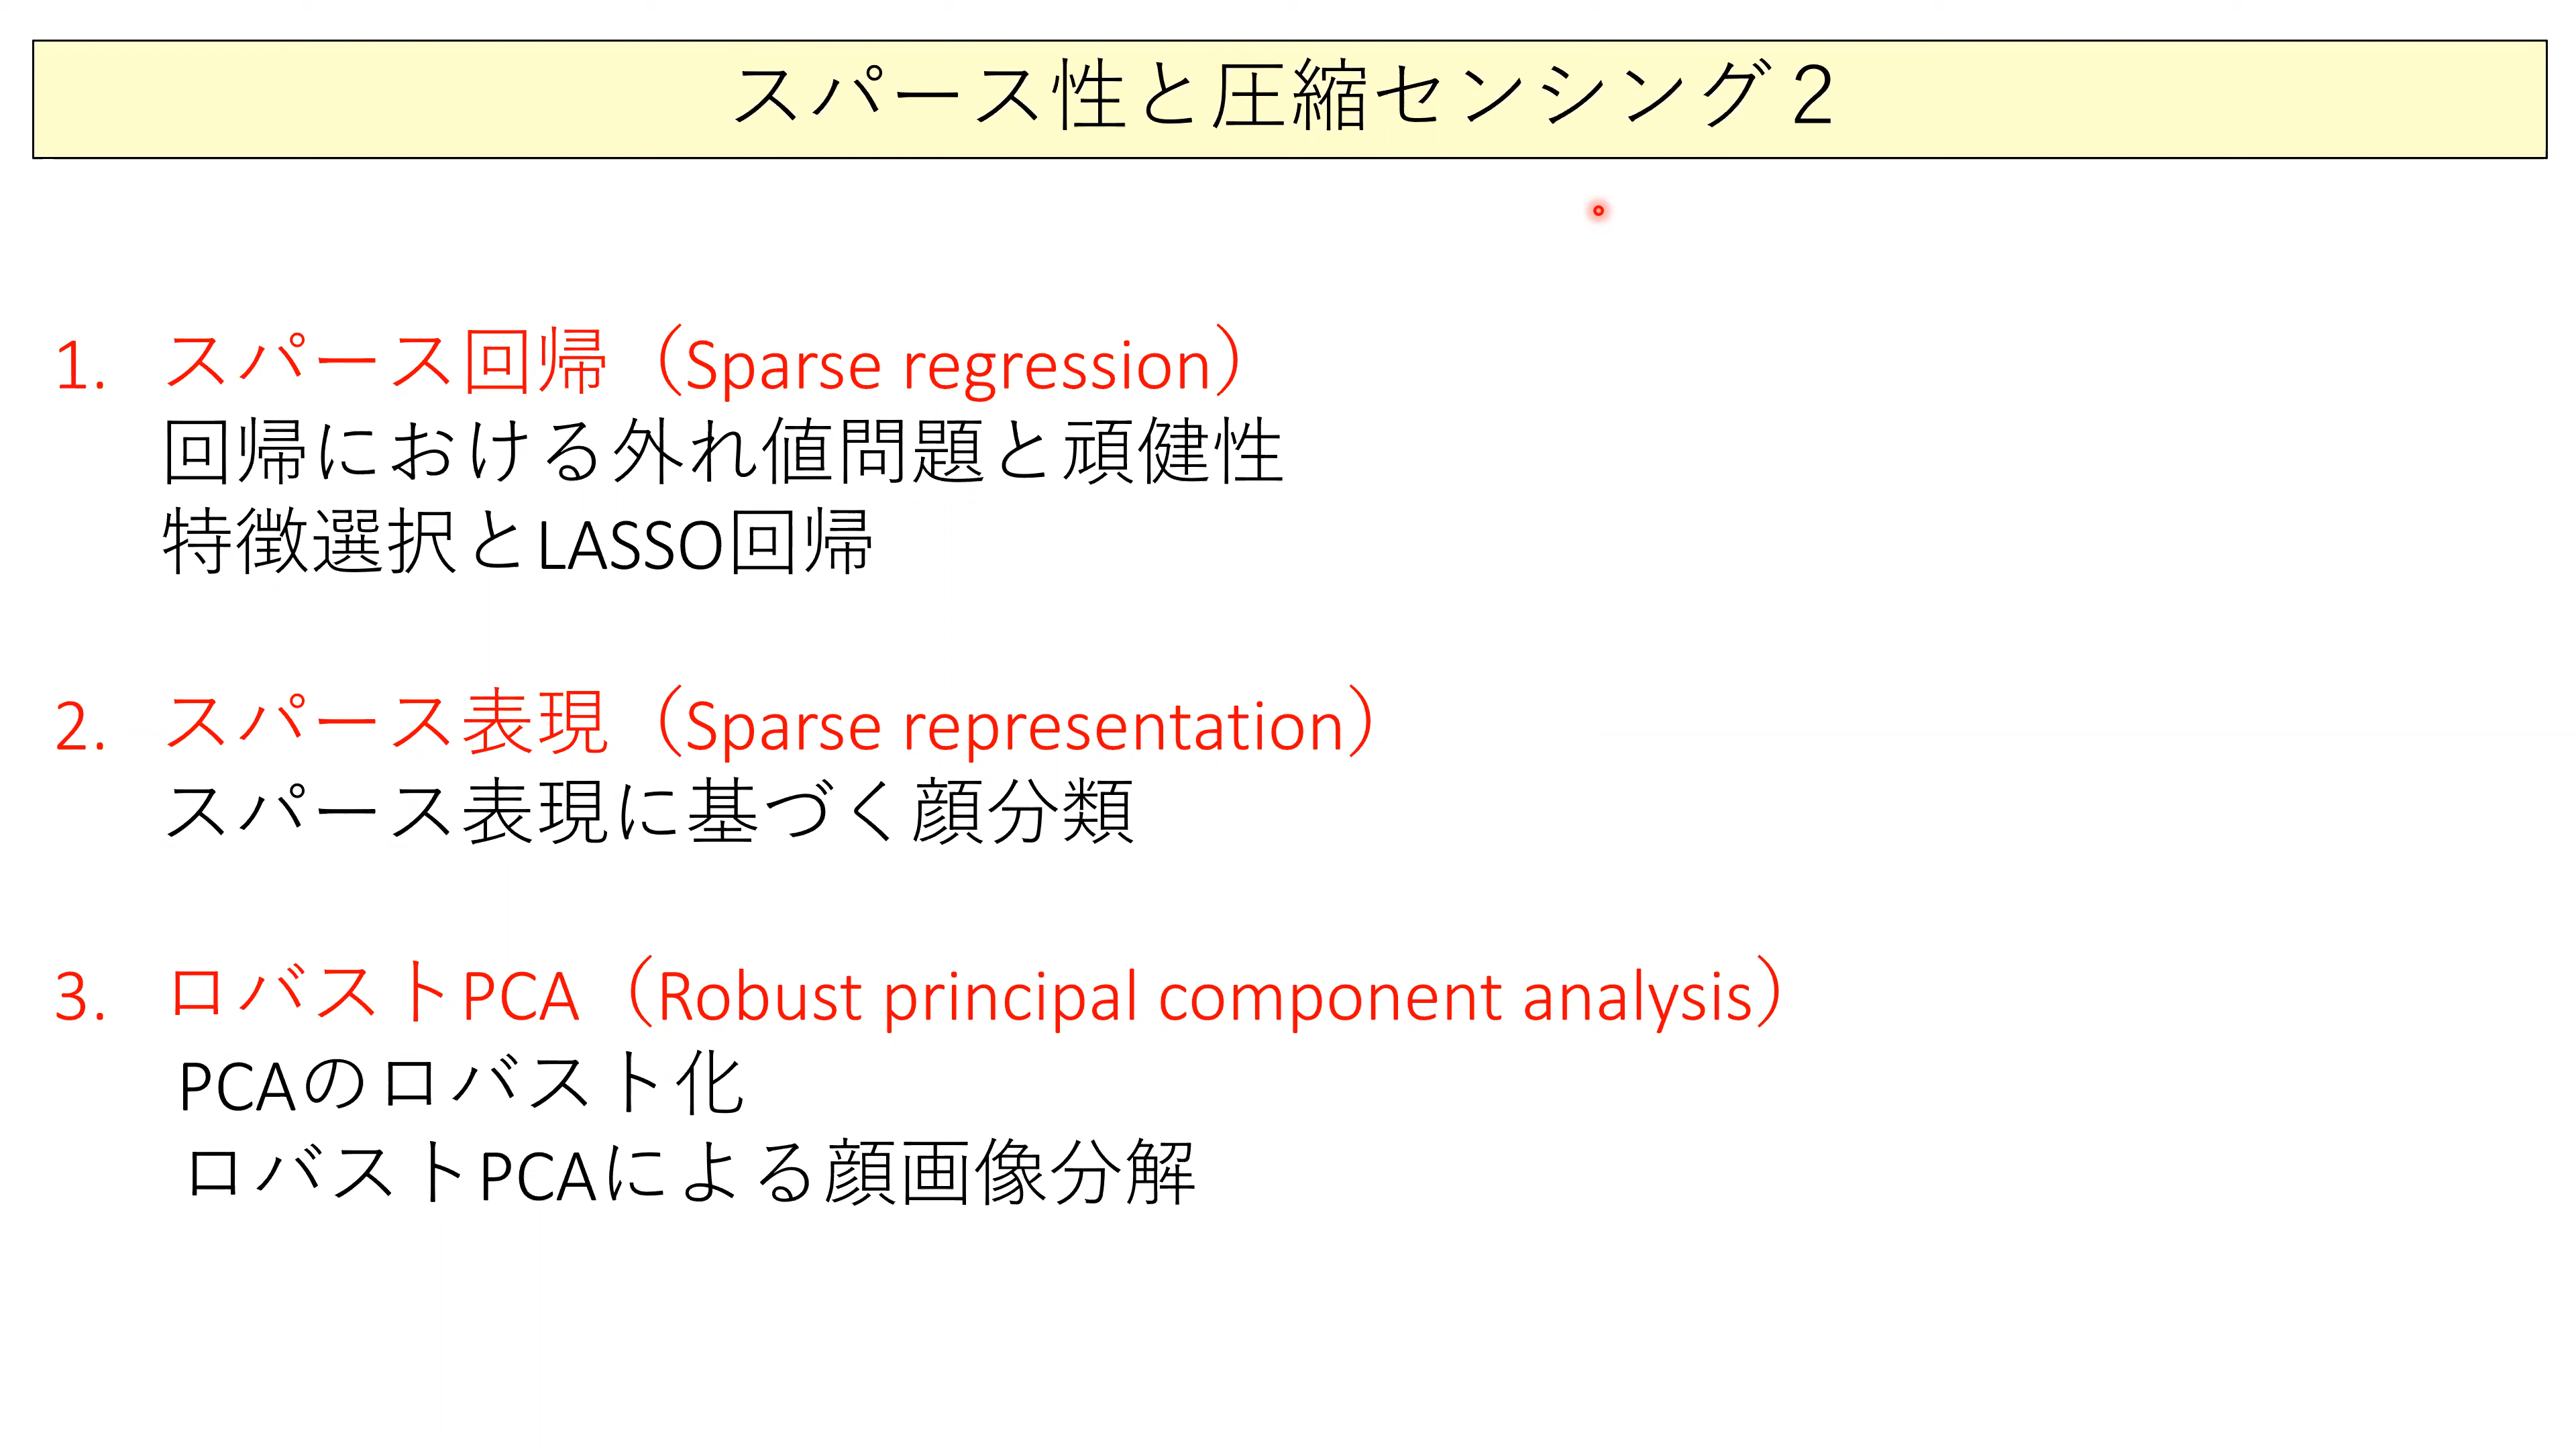 スパース性と圧縮センシング２
1. スパース回帰（Sparse regression）
回帰における外れ値問題と頑健性
特徴選択とLASSO回帰
2. スパース表現（Sparse representation）
スパース表現に基づく顔分類
3. ロバストPCA（Robust principal component analysis）
PCAのロバスト化
ロバストPCAによる顔画像分解